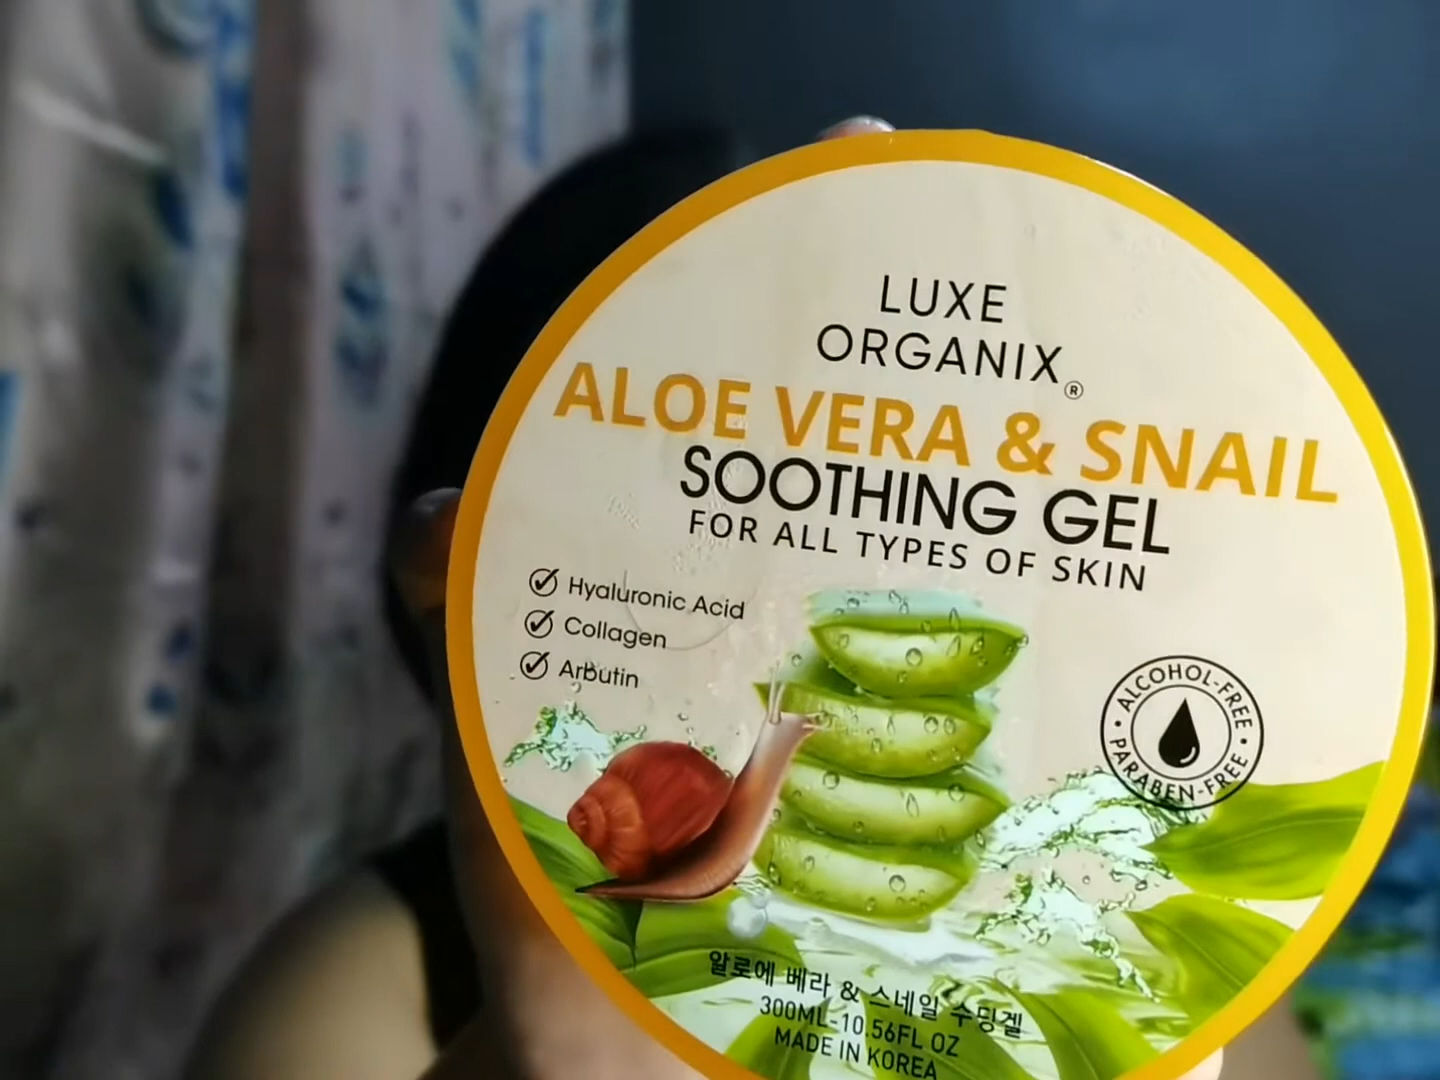 LUXE
ORGANIX®
ALOE VERA & SNAIL
SOOTHING GEL
FOR ALL TYPES OF SKIN
Hyaluronic Acid
Collagen
Arbutin
ALCOHOL-FREE
PARABEN-FREE
알로에 베라 & 스네일 수딩겔
300ML-10.56FL OZ
MADE IN KOREA